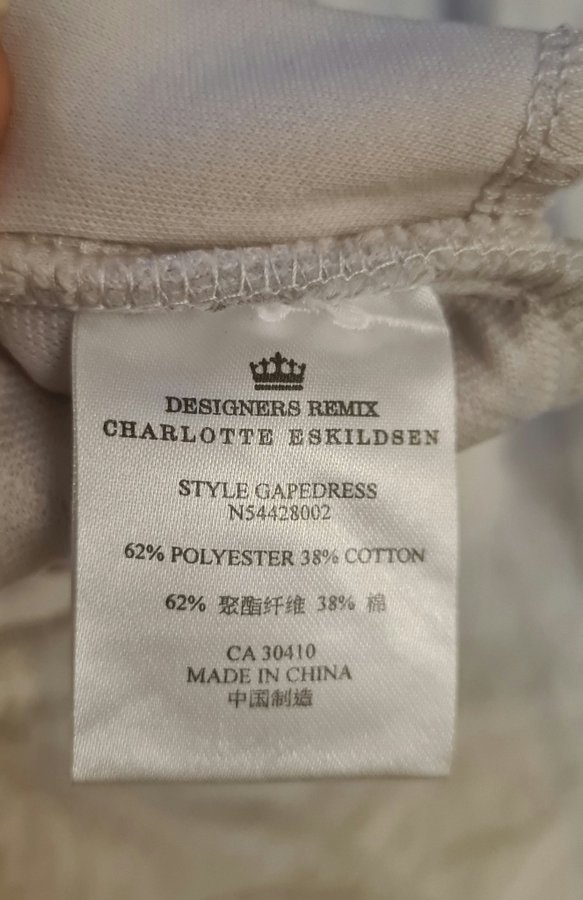 DESIGNERS REMIX
CHARLOTTE ESKILDSEN
STYLE GAPEDRESS
N54428002
62% POLYESTER 38% COTTON
62% 聚酯纤维 38% 棉
CA 30410
MADE IN CHINA
中国制造